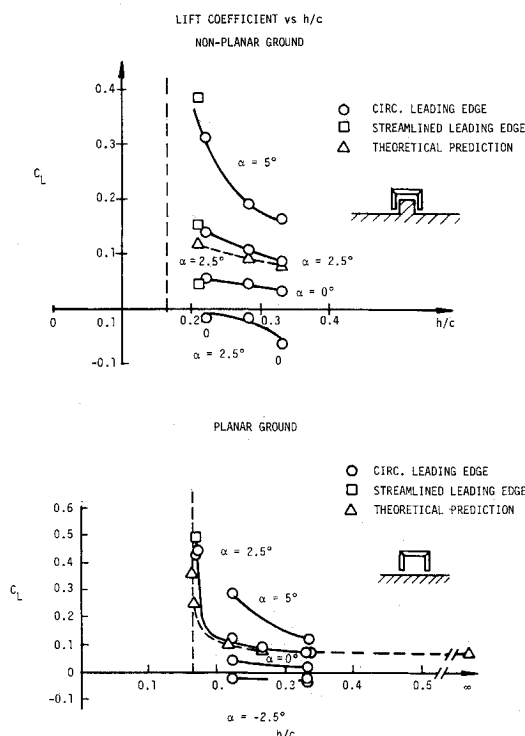 LIFT COEFFICIENT vs h/c
NON-PLANAR GROUND
0.4
0.3
0.2
0.1
0
-0.1
C_L
○ CIRC. LEADING EDGE
□ STREAMLINED LEADING EDGE
△ THEORETICAL PREDICTION
α = 5°
α = 2.5°
α = 2.5°
α = 0°
α = 2.5°
0
0
0.1
0.2
0.3
0.4
h/c
PLANAR GROUND
○ CIRC. LEADING EDGE
□ STREAMLINED LEADING EDGE
△ THEORETICAL PREDICTION
0.6
0.5
0.4
0.3
0.2
0.1
0
-0.1
C_L
α = 2.5°
α = 5°
α = 0°
0.1
0.2
0.3
0.5
∞
α = -2.5°
h/c